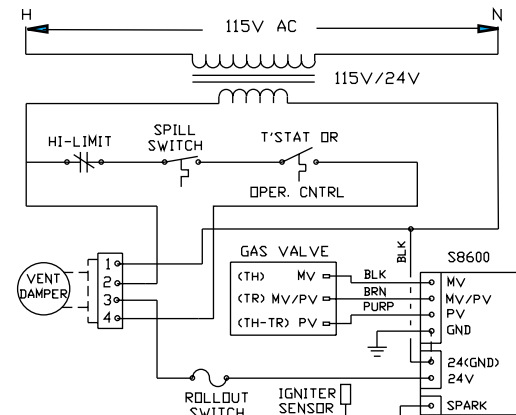 H N
115V AC
115V/24V
HI-LIMIT
SPILL
SWITCH
T'STAT OR
OPER. CNTRL
VENT
DAMPER
1
2
3
4
GAS VALVE
(TH) MV
(TR) MV/PV
(TH-TR) PV
BLK
BRN
PURP
BLK
S8600
MV
MV/PV
PV
GND
24(GND)
24V
SPARK
ROLLOUT
SWITCH
IGNITER
SENSOR